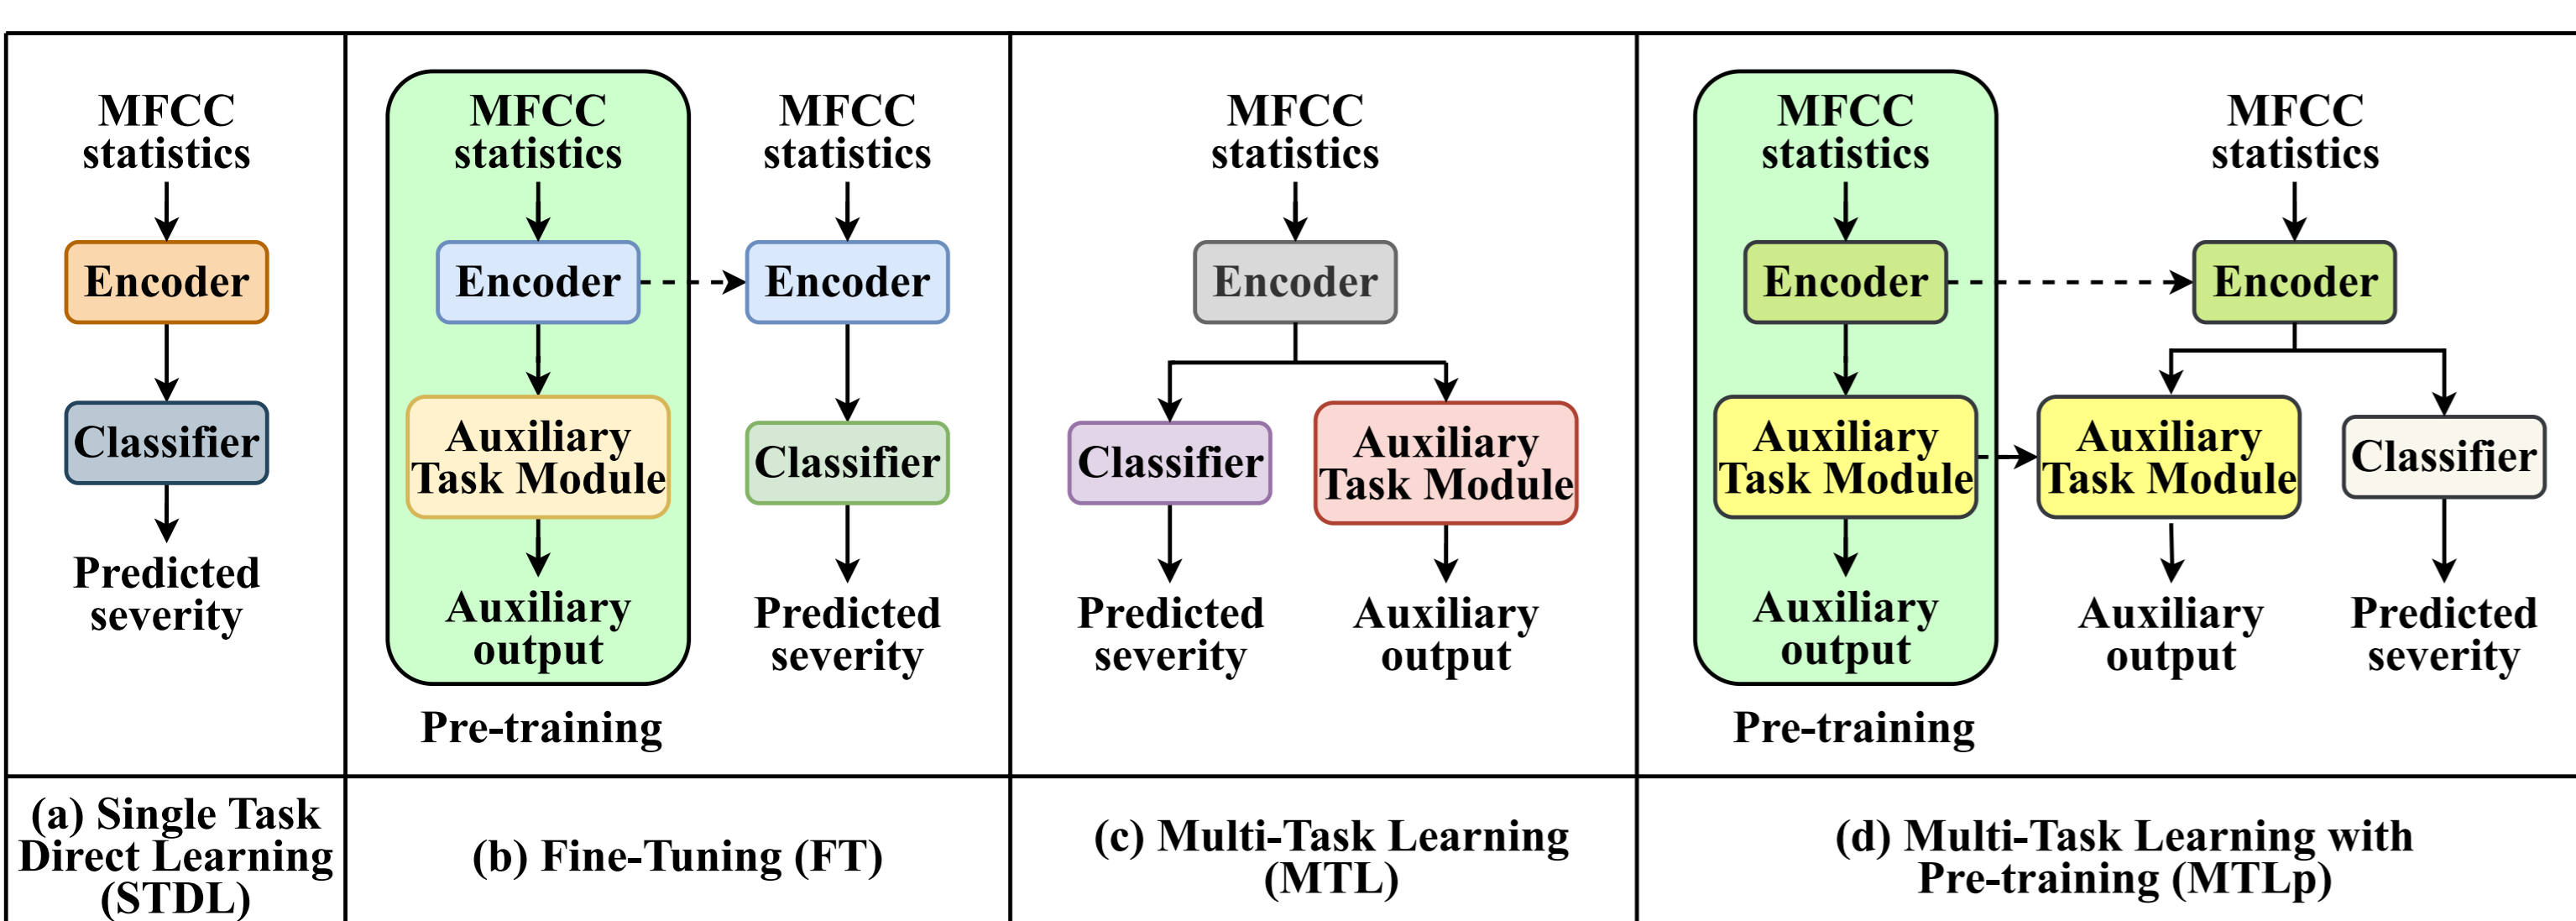 MFCC
statistics
Encoder
Classifier
Predicted
severity
(a) Single Task
Direct Learning
(STDL)
MFCC
statistics
Encoder
Auxiliary
Task Module
Auxiliary
output
Pre-training
MFCC
statistics
Encoder
Classifier
Predicted
severity
(b) Fine-Tuning (FT)
MFCC
statistics
Encoder
Classifier
Predicted
severity
Auxiliary
Task Module
Auxiliary
output
(c) Multi-Task Learning
(MTL)
MFCC
statistics
Encoder
Auxiliary
Task Module
Auxiliary
output
Pre-training
MFCC
statistics
Encoder
Auxiliary
Task Module
Auxiliary
output
Classifier
Predicted
severity
(d) Multi-Task Learning with
Pre-training (MTLp)